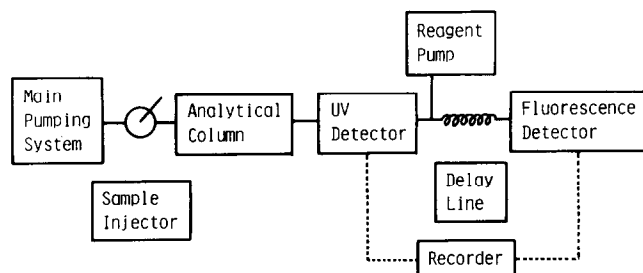 Reagent
Pump
Main
Pumping
System
Analytical
Column
UV
Detector
Fluorescence
Detector
Sample
Injector
Delay
Line
Recorder